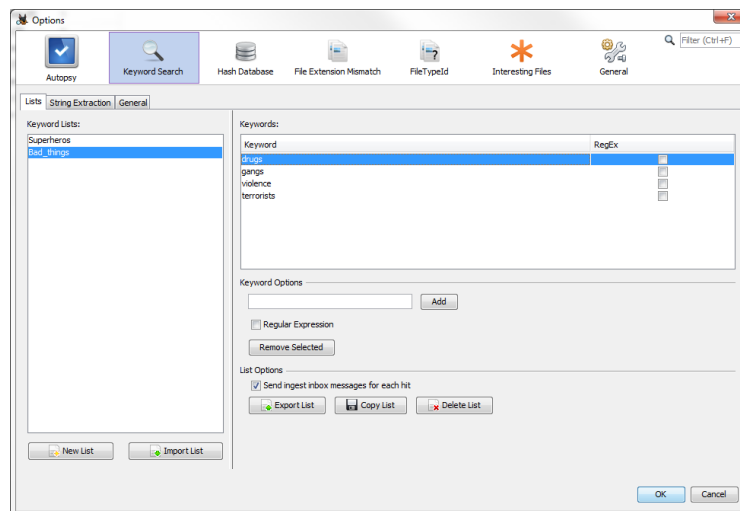 Options
Autopsy
Keyword Search
Hash Database
File Extension Mismatch
FileTypeId
Interesting Files
General
Filter (Ctrl+F)
Lists
String Extraction
General
Keyword Lists:
Superheros
Bad_things
New List
Import List
Keywords:
Keyword
RegEx
drugs
gangs
violence
terrorists
Keyword Options
Add
Regular Expression
Remove Selected
List Options
Send ingest inbox messages for each hit
Export List
Copy List
Delete List
OK
Cancel